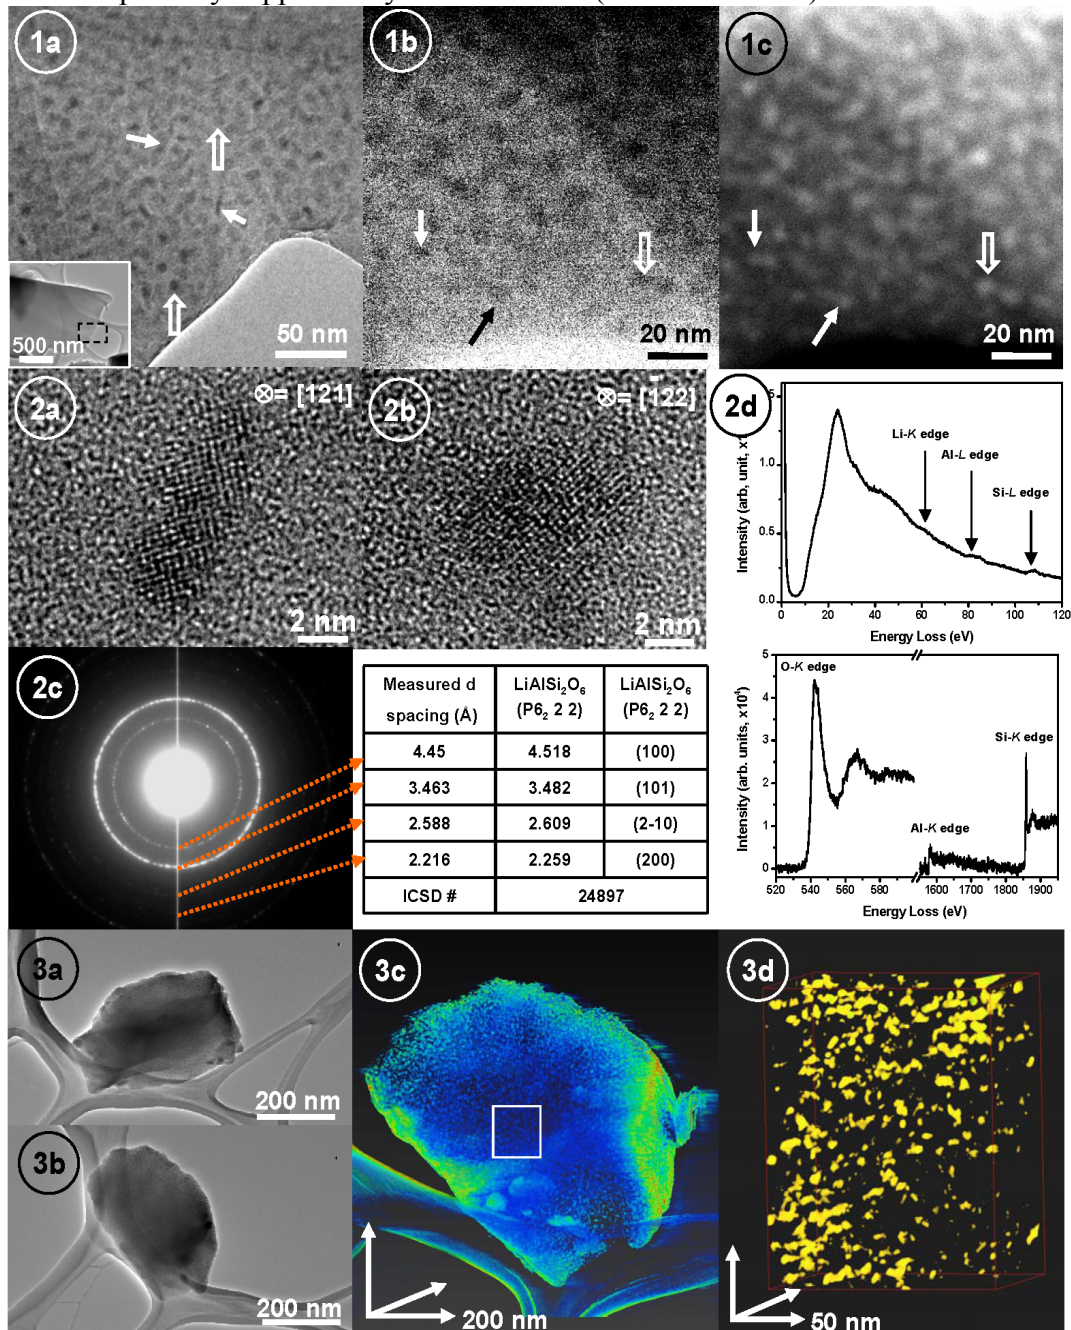 1a
50 nm
500 nm
1b
20 nm
1c
20 nm
2a
⊗= [121]
2 nm
2b
⊗= [1̄22]
2 nm
2d
Intensity (arb, unit, x1
1.0
0.5
0.0
Li-K edge
Al-L edge
Si-L edge
0 20 40 60 80 100 120
Energy Loss (eV)
2c
Measured d spacing (Å) LiAlSi₂O₆ (P6₂ 2 2) LiAlSi₂O₆ (P6₂ 2 2)
4.45 4.518 (100)
3.463 3.482 (101)
2.588 2.609 (2-10)
2.216 2.259 (200)
ICSD # 24897
Intensity (arb. units, x10⁴)
5
4
3
2
1
0
O-K edge
Al-K edge
Si-K edge
520 540 560 580 1600 1700 1800 1900
Energy Loss (eV)
3a
200 nm
3b
200 nm
3c
200 nm
3d
50 nm